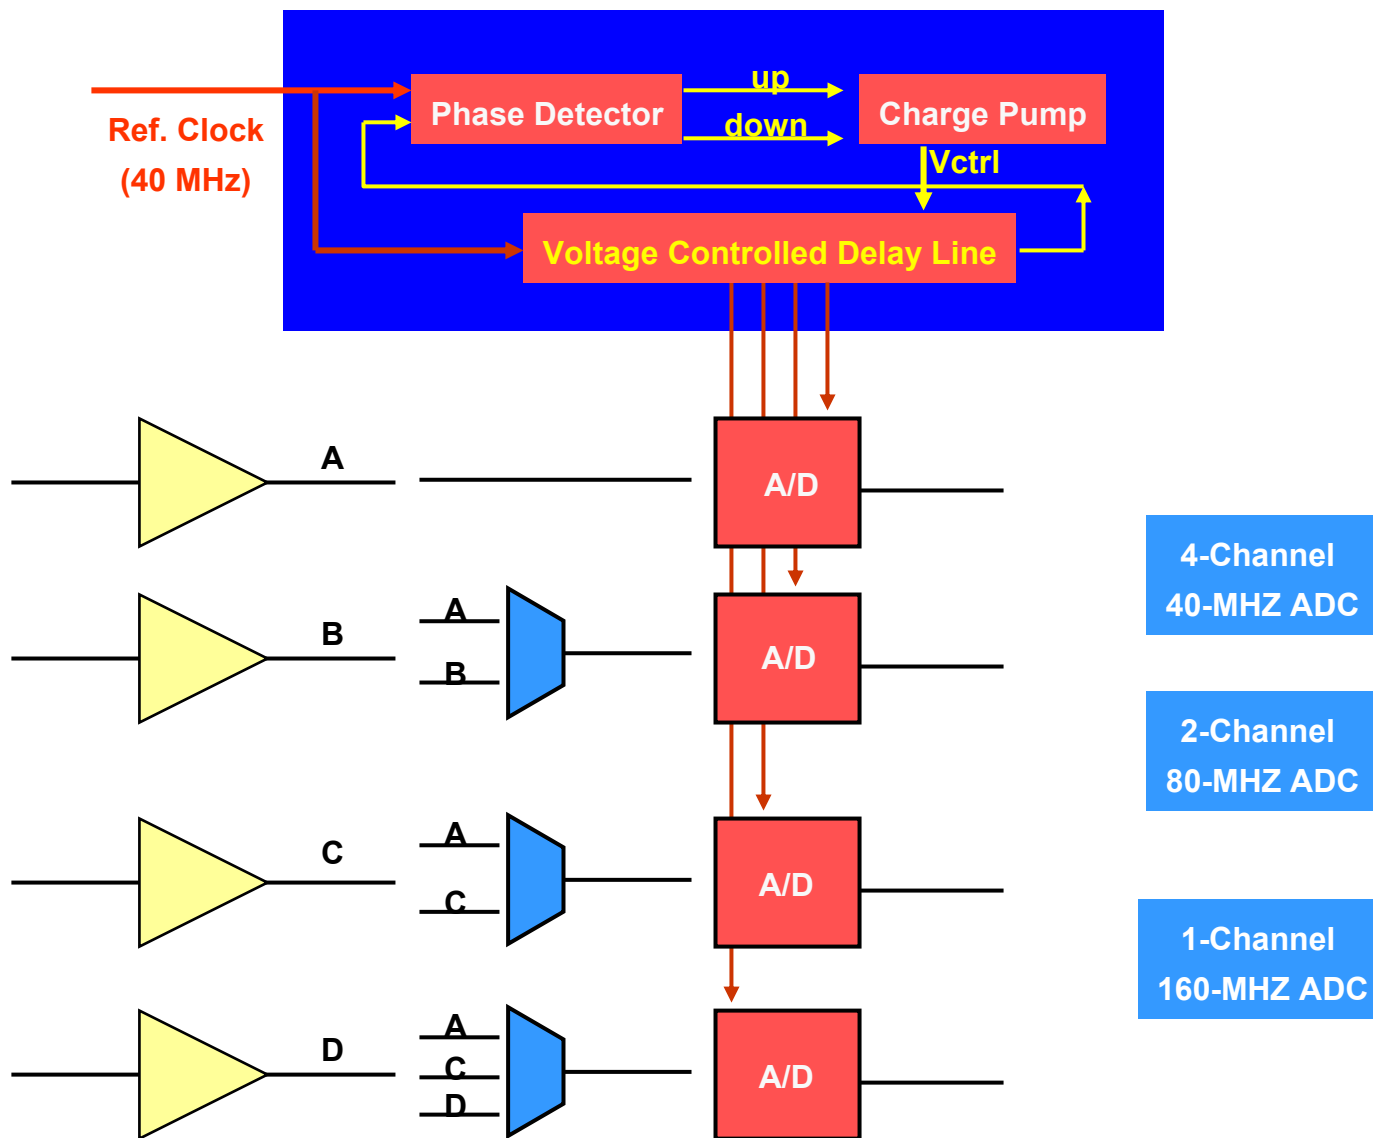 up
Phase Detector
Charge Pump
down
Ref. Clock
(40 MHz)
Vctrl
Voltage Controlled Delay Line
A
A/D
4-Channel
40-MHZ ADC
B
A
B
A/D
2-Channel
80-MHZ ADC
C
A
C
A/D
1-Channel
160-MHZ ADC
D
A
C
D
A/D